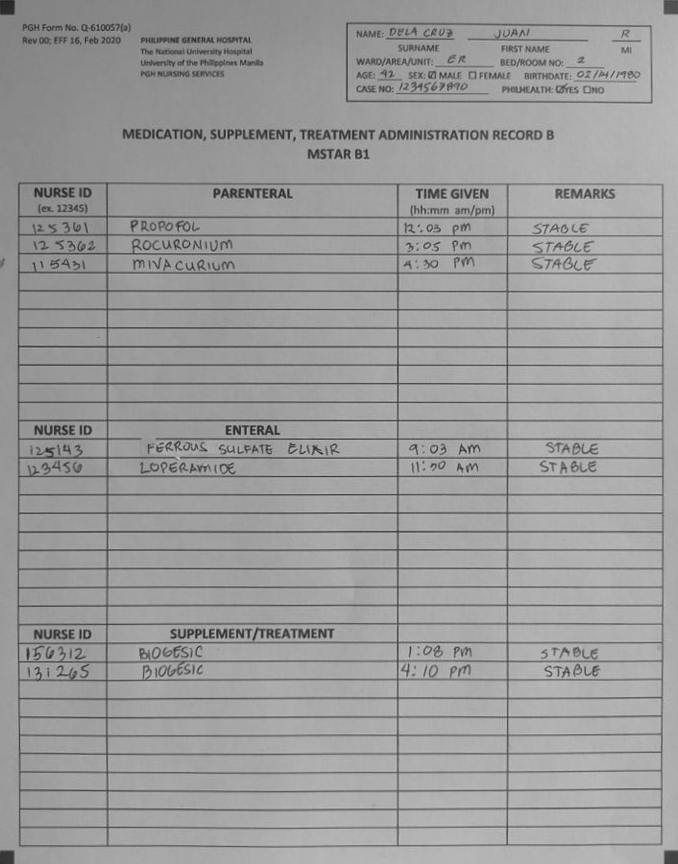 PGH Form No. Q-610057(a)
Rev 00; EFF 16, Feb 2020
PHILIPPINE GENERAL HOSPITAL
The National University Hospital
University of the Philippines Manila
PGH NURSING SERVICES
NAME: DELA CRUZ JUAN R
SURNAME FIRST NAME MI
WARD/AREA/UNIT: ER BED/ROOM NO: 2
AGE: 42 SEX: ☑ MALE ☐ FEMALE BIRTHDATE: 02/14/1980
CASE NO: 1234567890 PHILHEALTH: ☑YES ☐NO
MEDICATION, SUPPLEMENT, TREATMENT ADMINISTRATION RECORD B
MSTAR B1
NURSE ID PARENTERAL TIME GIVEN REMARKS
(ex. 12345) (hh:mm am/pm)
125361 PROPOFOL 12:03 pm STABLE
125362 ROCURONIUM 3:05 pm STABLE
115431 MIVACURIUM 4:30 PM STABLE
NURSE ID ENTERAL
125143 FERROUS SULFATE ELIXIR 9:03 AM STABLE
123456 LOPERAMIDE AM STABLE
NURSE ID SUPPLEMENT/TREATMENT
156312 BIOGESIC 1:08 pm STABLE
131265 BIOGESIC 4:10 pm STABLE